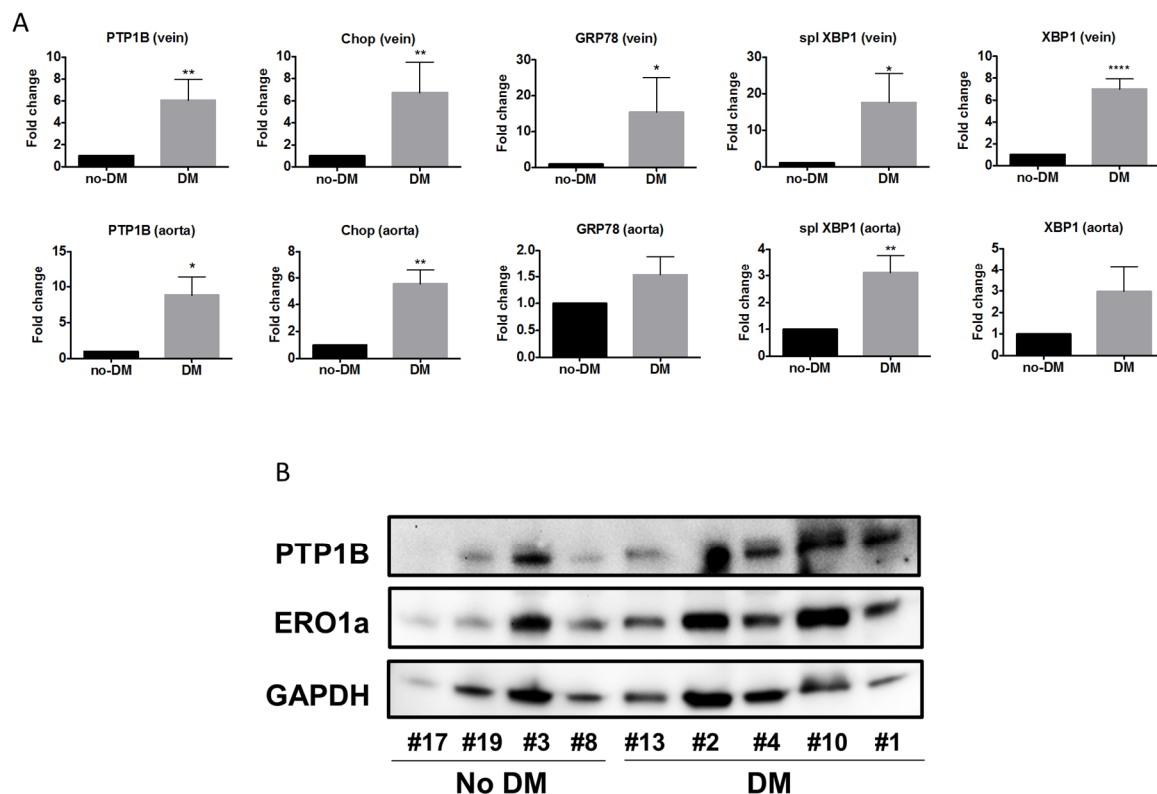 A
PTP1B (vein)
Fold change
10
8
6
4
2
0
**
no-DM
DM
Chop (vein)
Fold change
10
8
6
4
2
0
**
no-DM
DM
GRP78 (vein)
Fold change
30
20
10
0
*
no-DM
DM
spl XBP1 (vein)
Fold change
30
20
10
0
*
no-DM
DM
XBP1 (vein)
Fold change
10
8
6
4
2
0
****
no-DM
DM
PTP1B (aorta)
Fold change
15
10
5
0
*
no-DM
DM
Chop (aorta)
Fold change
8
6
4
2
0
**
no-DM
DM
GRP78 (aorta)
Fold change
2.0
1.5
1.0
0.5
0.0
no-DM
DM
spl XBP1 (aorta)
Fold change
4
3
2
1
0
**
no-DM
DM
XBP1 (aorta)
Fold change
5
4
3
2
1
0
no-DM
DM
B
PTP1B
ERO1a
GAPDH
#17 #19 #3 #8 #13 #2 #4 #10 #1
No DM DM